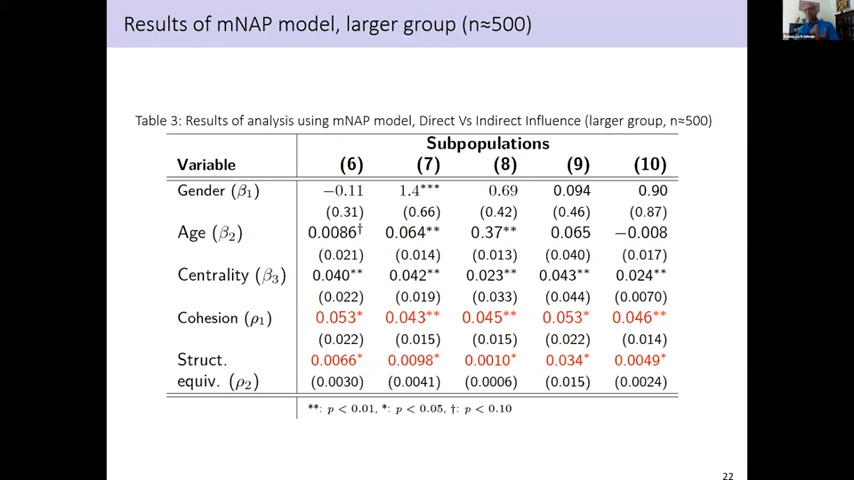 Results of mNAP model, larger group (n≈500)
Table 3: Results of analysis using mNAP model, Direct Vs Indirect Influence (larger group, n≈500)
Subpopulations
Variable (6) (7) (8) (9) (10)
Gender (β₁) −0.11 1.4*** 0.69 0.094 0.90
(0.31) (0.66) (0.42) (0.46) (0.87)
Age (β₂) 0.0086† 0.064** 0.37** 0.065 −0.008
(0.021) (0.014) (0.013) (0.040) (0.017)
Centrality (β₃) 0.040** 0.042** 0.023** 0.043** 0.024**
(0.022) (0.019) (0.033) (0.044) (0.0070)
Cohesion (ρ₁) 0.053* 0.043** 0.045** 0.053* 0.046**
(0.022) (0.015) (0.015) (0.022) (0.014)
Struct. 0.0066* 0.0098* 0.0010* 0.034* 0.0049*
equiv. (ρ₂) (0.0030) (0.0041) (0.0006) (0.015) (0.0024)
**: p < 0.01, *: p < 0.05, †: p < 0.10
22